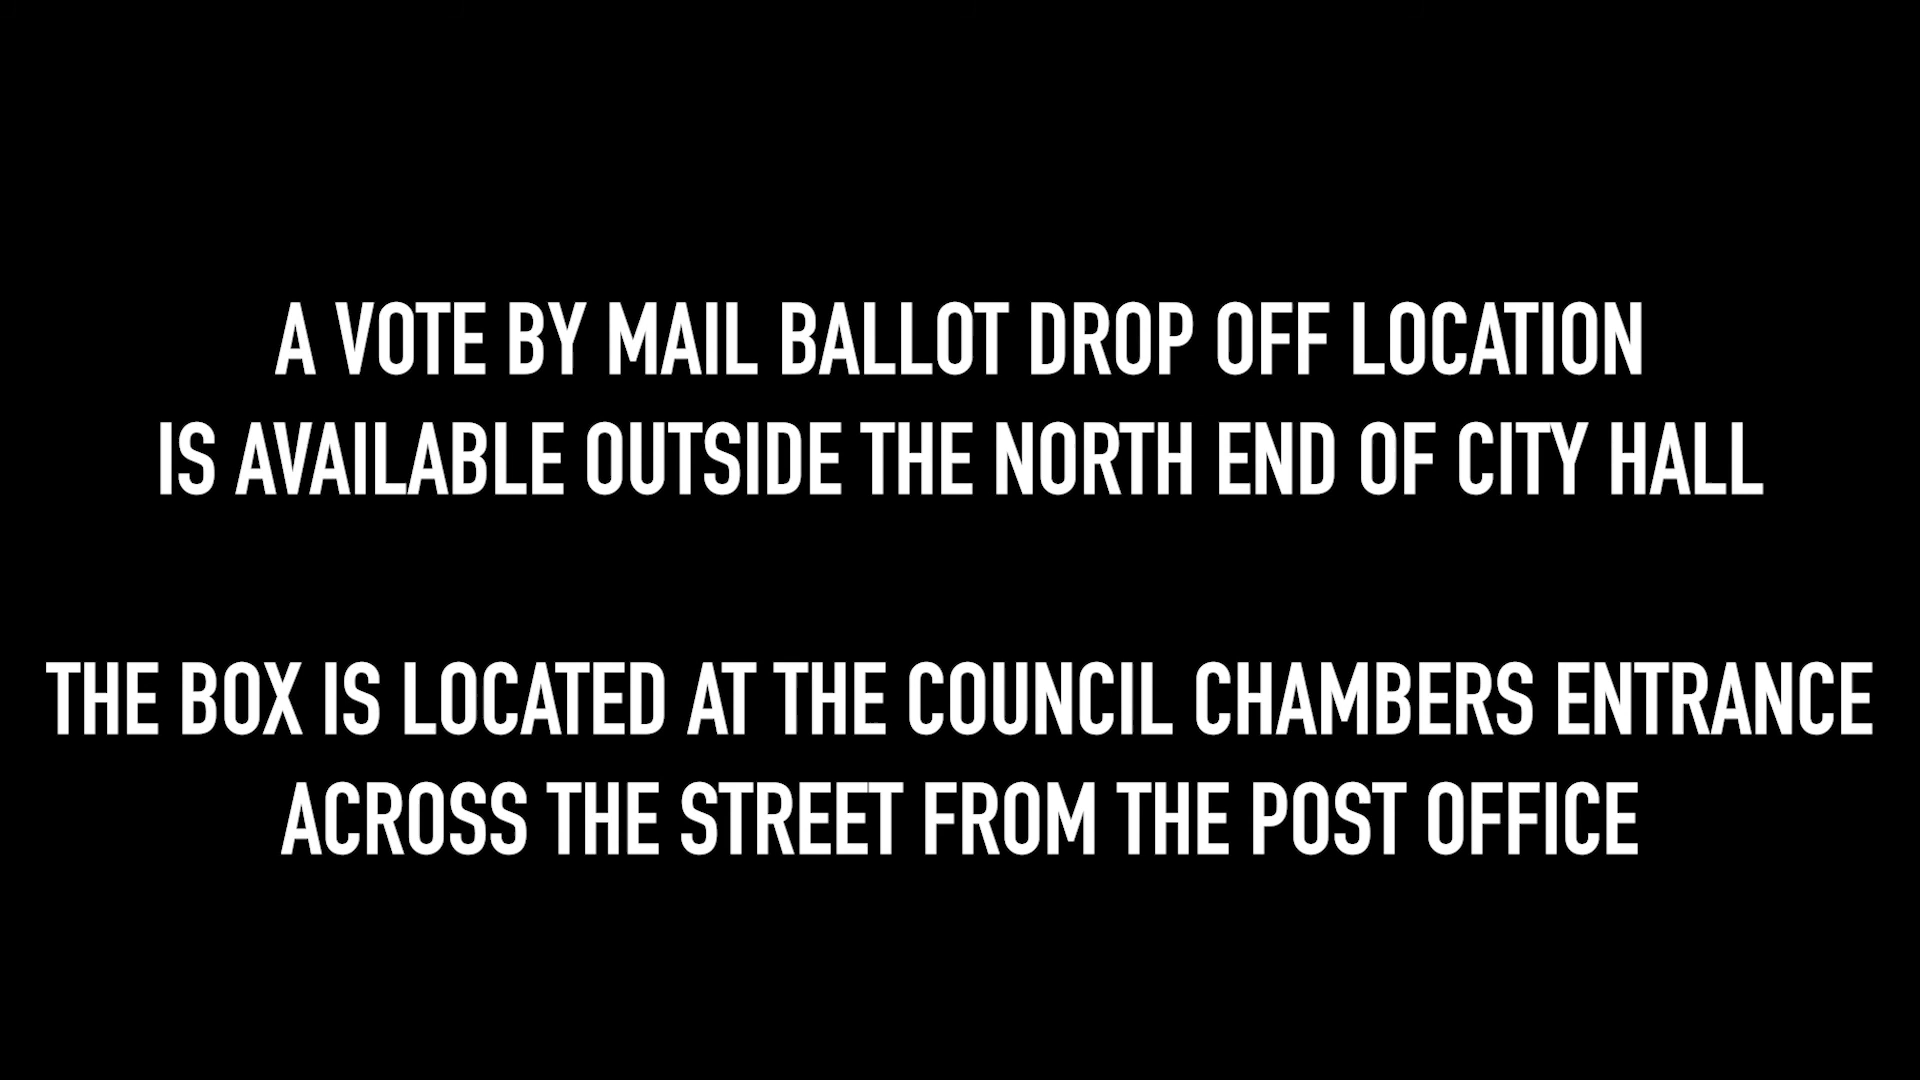 A VOTE BY MAIL BALLOT DROP OFF LOCATION
IS AVAILABLE OUTSIDE THE NORTH END OF CITY HALL
THE BOX IS LOCATED AT THE COUNCIL CHAMBERS ENTRANCE
ACROSS THE STREET FROM THE POST OFFICE